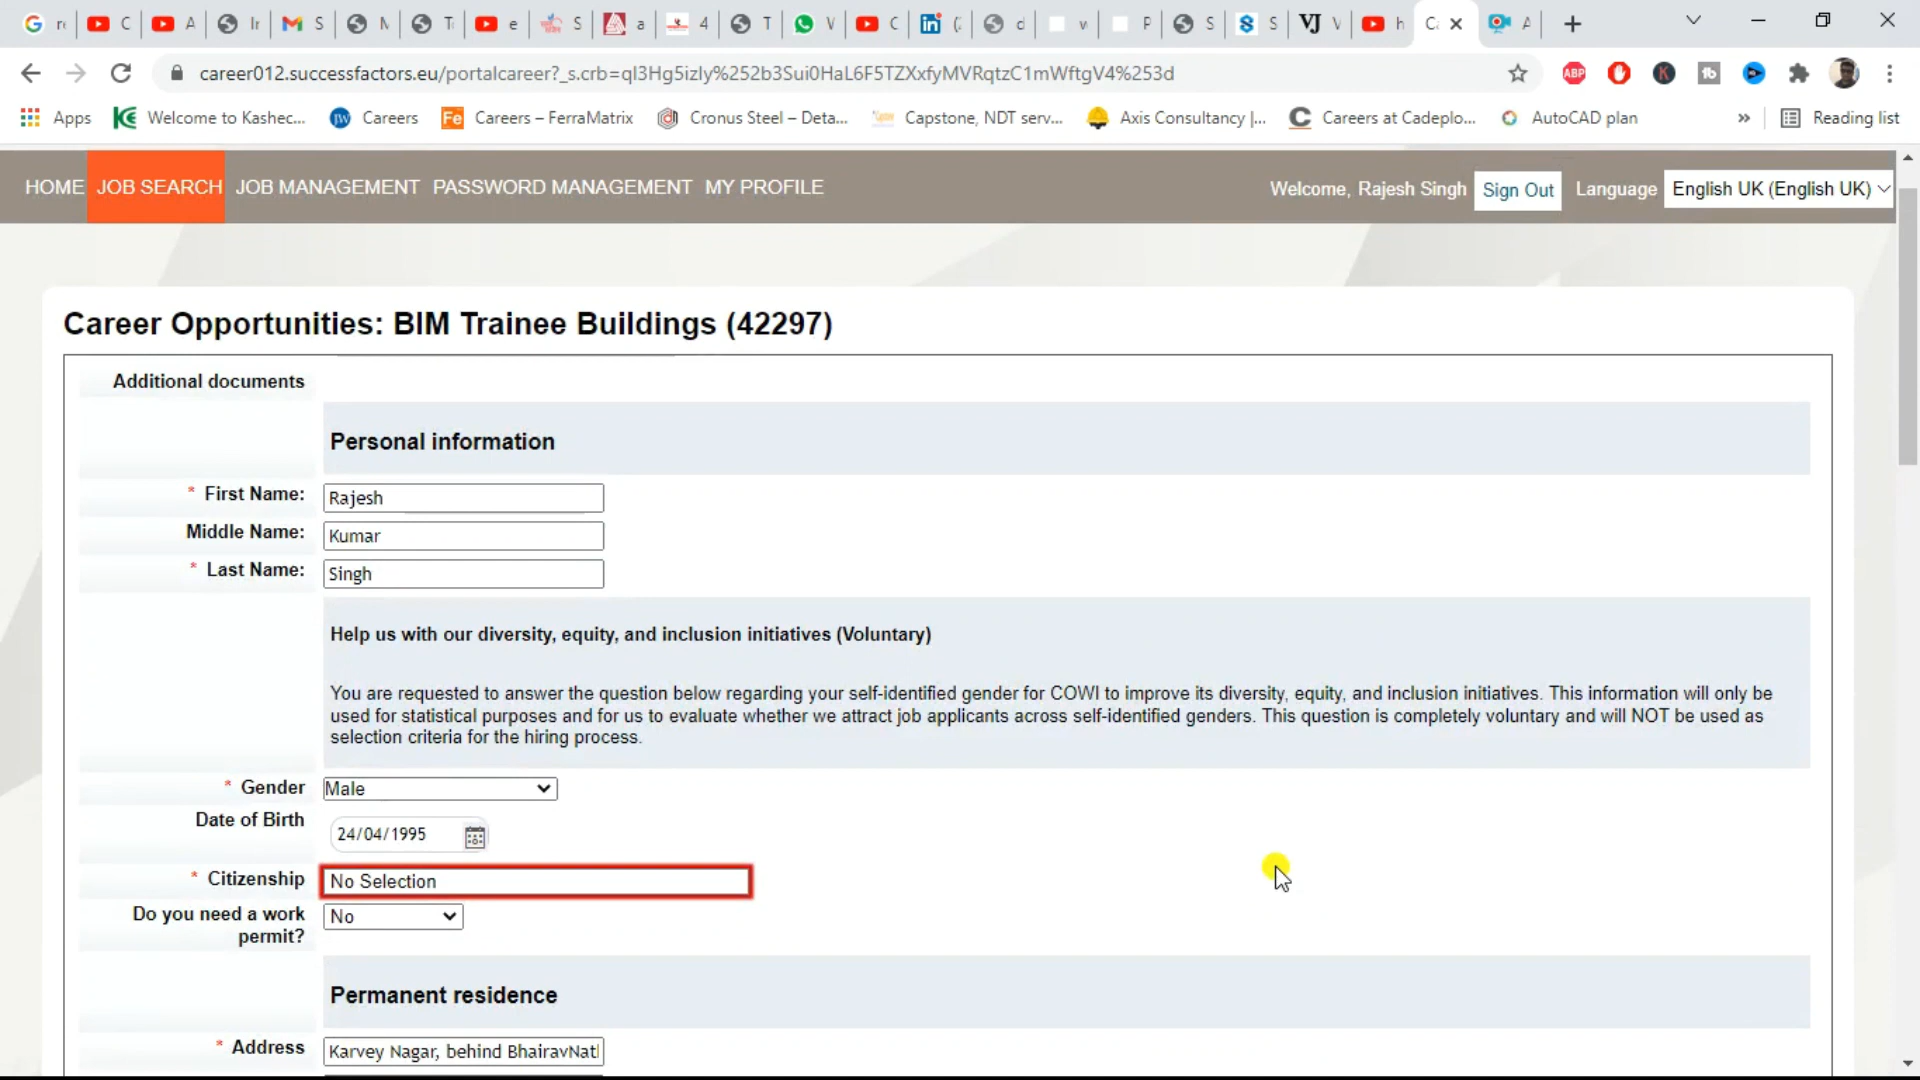 career012.successfactors.eu/portalcareer?_s.crb=ql3Hg5izly%252b3Sui0HaL6F5TZXxfyMVRqtzC1mWftgV4%253d
Apps Welcome to Kashec... Careers Careers – FerraMatrix Cronus Steel – Deta... Capstone, NDT serv... Axis Consultancy |... Careers at Cadeplo... AutoCAD plan » Reading list
HOME JOB SEARCH JOB MANAGEMENT PASSWORD MANAGEMENT MY PROFILE Welcome, Rajesh Singh Sign Out Language English UK (English UK)
Career Opportunities: BIM Trainee Buildings (42297)
Additional documents
Personal information
* First Name: Rajesh
Middle Name: Kumar
* Last Name: Singh
Help us with our diversity, equity, and inclusion initiatives (Voluntary)
You are requested to answer the question below regarding your self-identified gender for COWI to improve its diversity, equity, and inclusion initiatives. This information will only be
used for statistical purposes and for us to evaluate whether we attract job applicants across self-identified genders. This question is completely voluntary and will NOT be used as
selection criteria for the hiring process.
* Gender Male
Date of Birth 24/04/1995
* Citizenship No Selection
Do you need a work No
permit?
Permanent residence
* Address Karvey Nagar, behind BhairavNatl